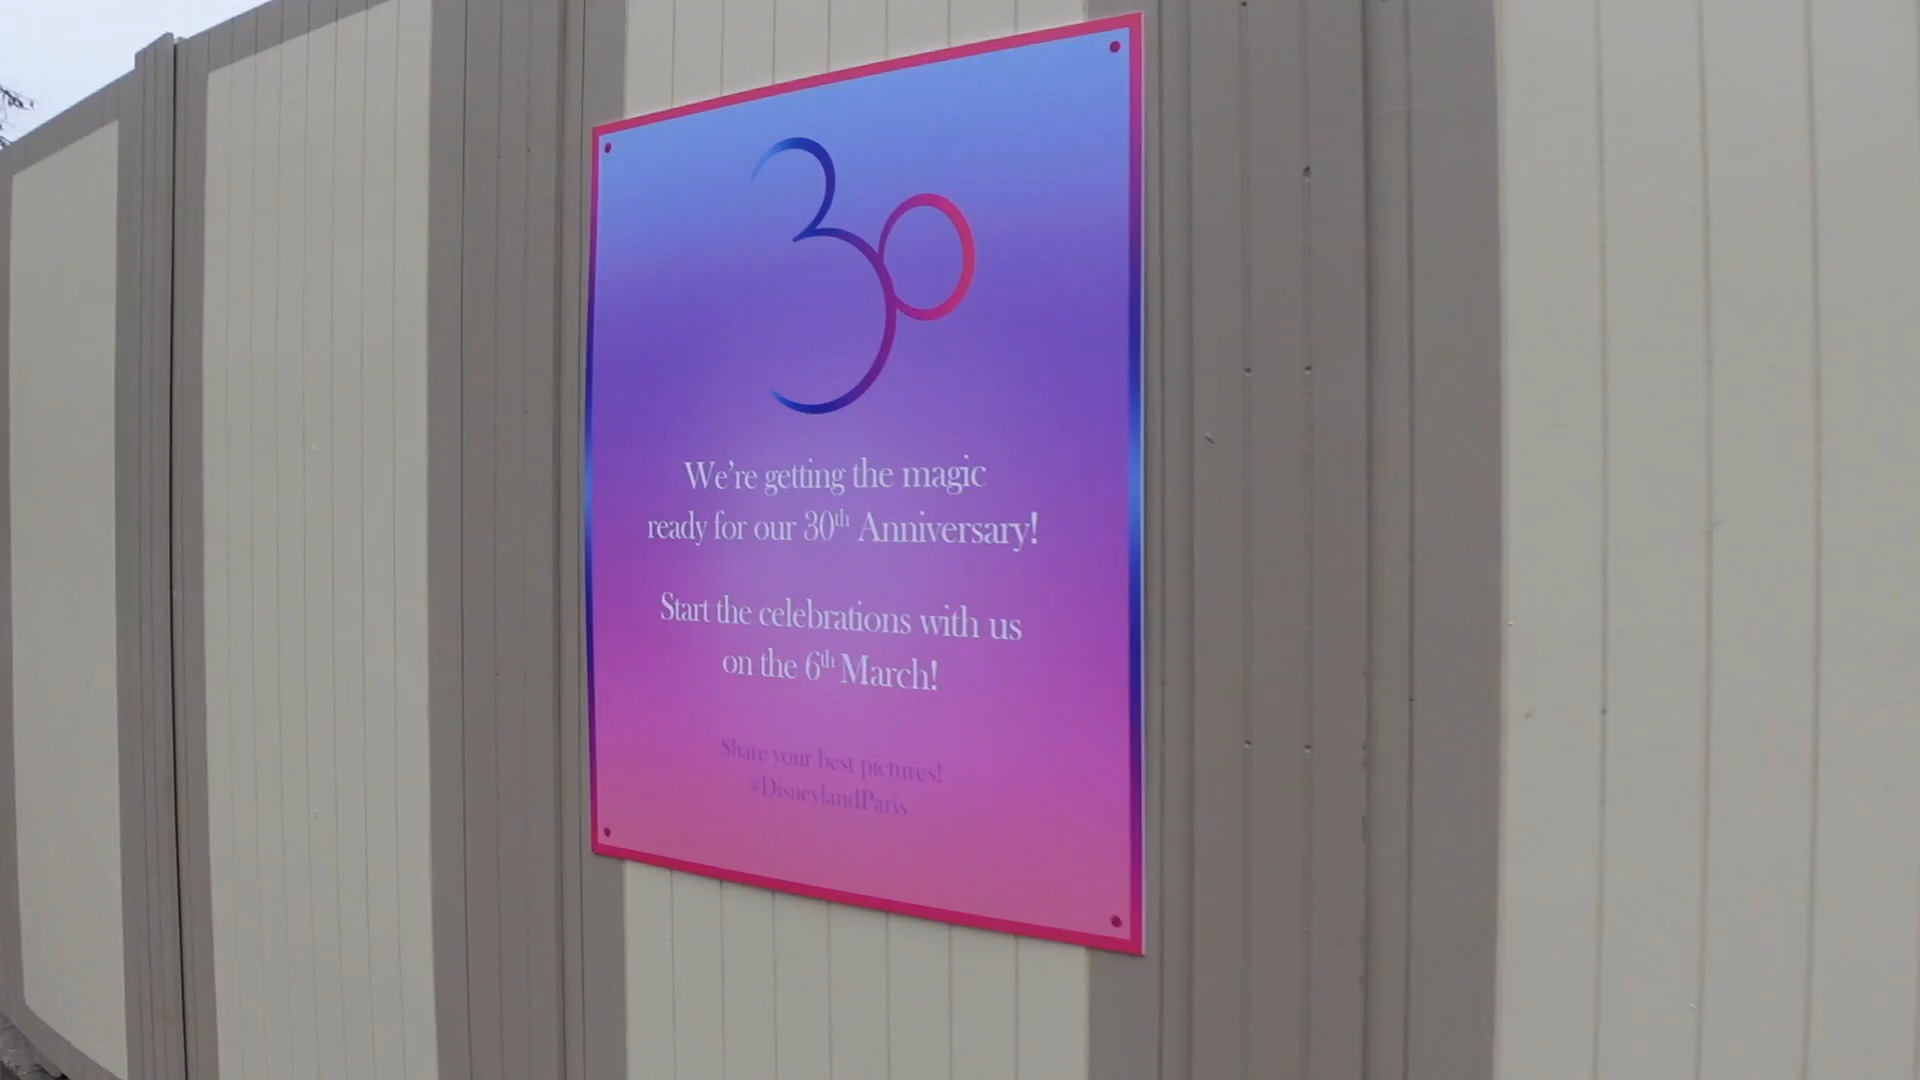 30
We're getting the magic
ready for our 30th Anniversary!
Start the celebrations with us
on the 6th March!
Share your best pictures!
#DisneylandParis